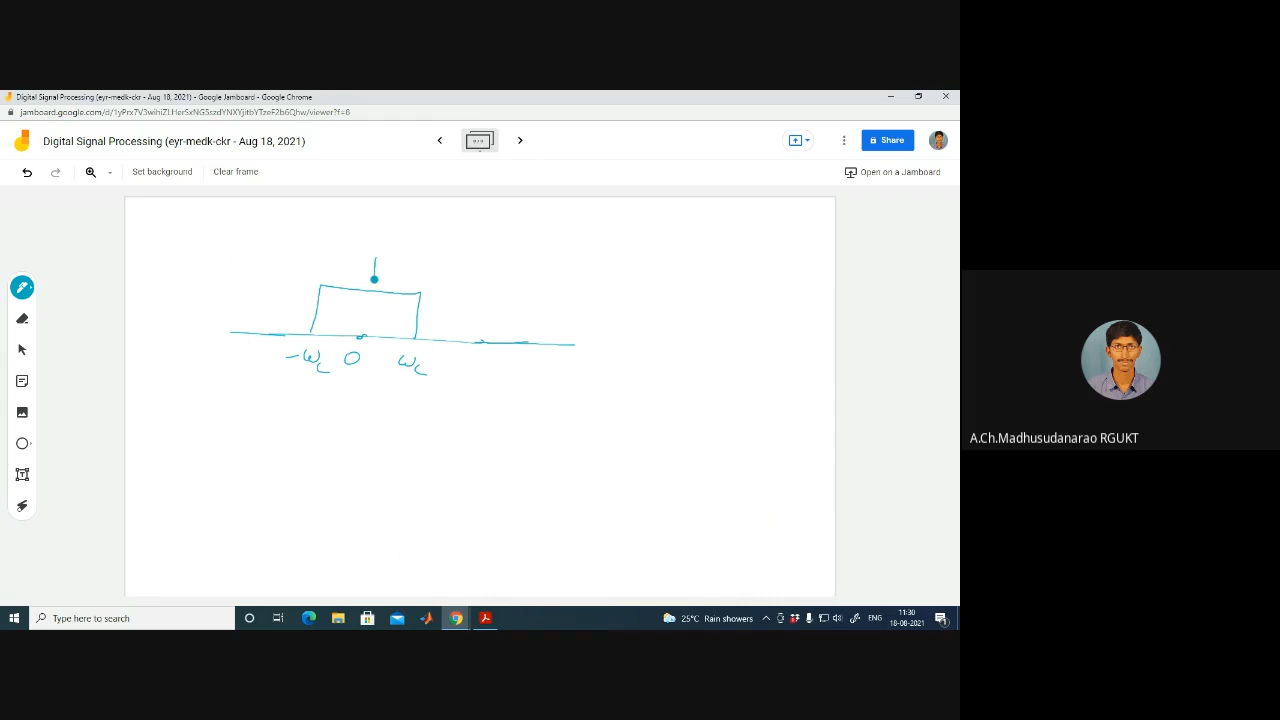 Digital Signal Processing (eyr-medk-ckr - Aug 18, 2021) - Google Jamboard - Google Chrome
Digital Signal Processing (eyr-medk-ckr - Aug 18, 2021)
Share
Set background
Clear frame
Open on a Jamboard
1
-ωc 0 ωc
A.Ch.Madhusudanarao RGUKT
Type here to search
25°C Rain showers
ENG
11:30
18-08-2021